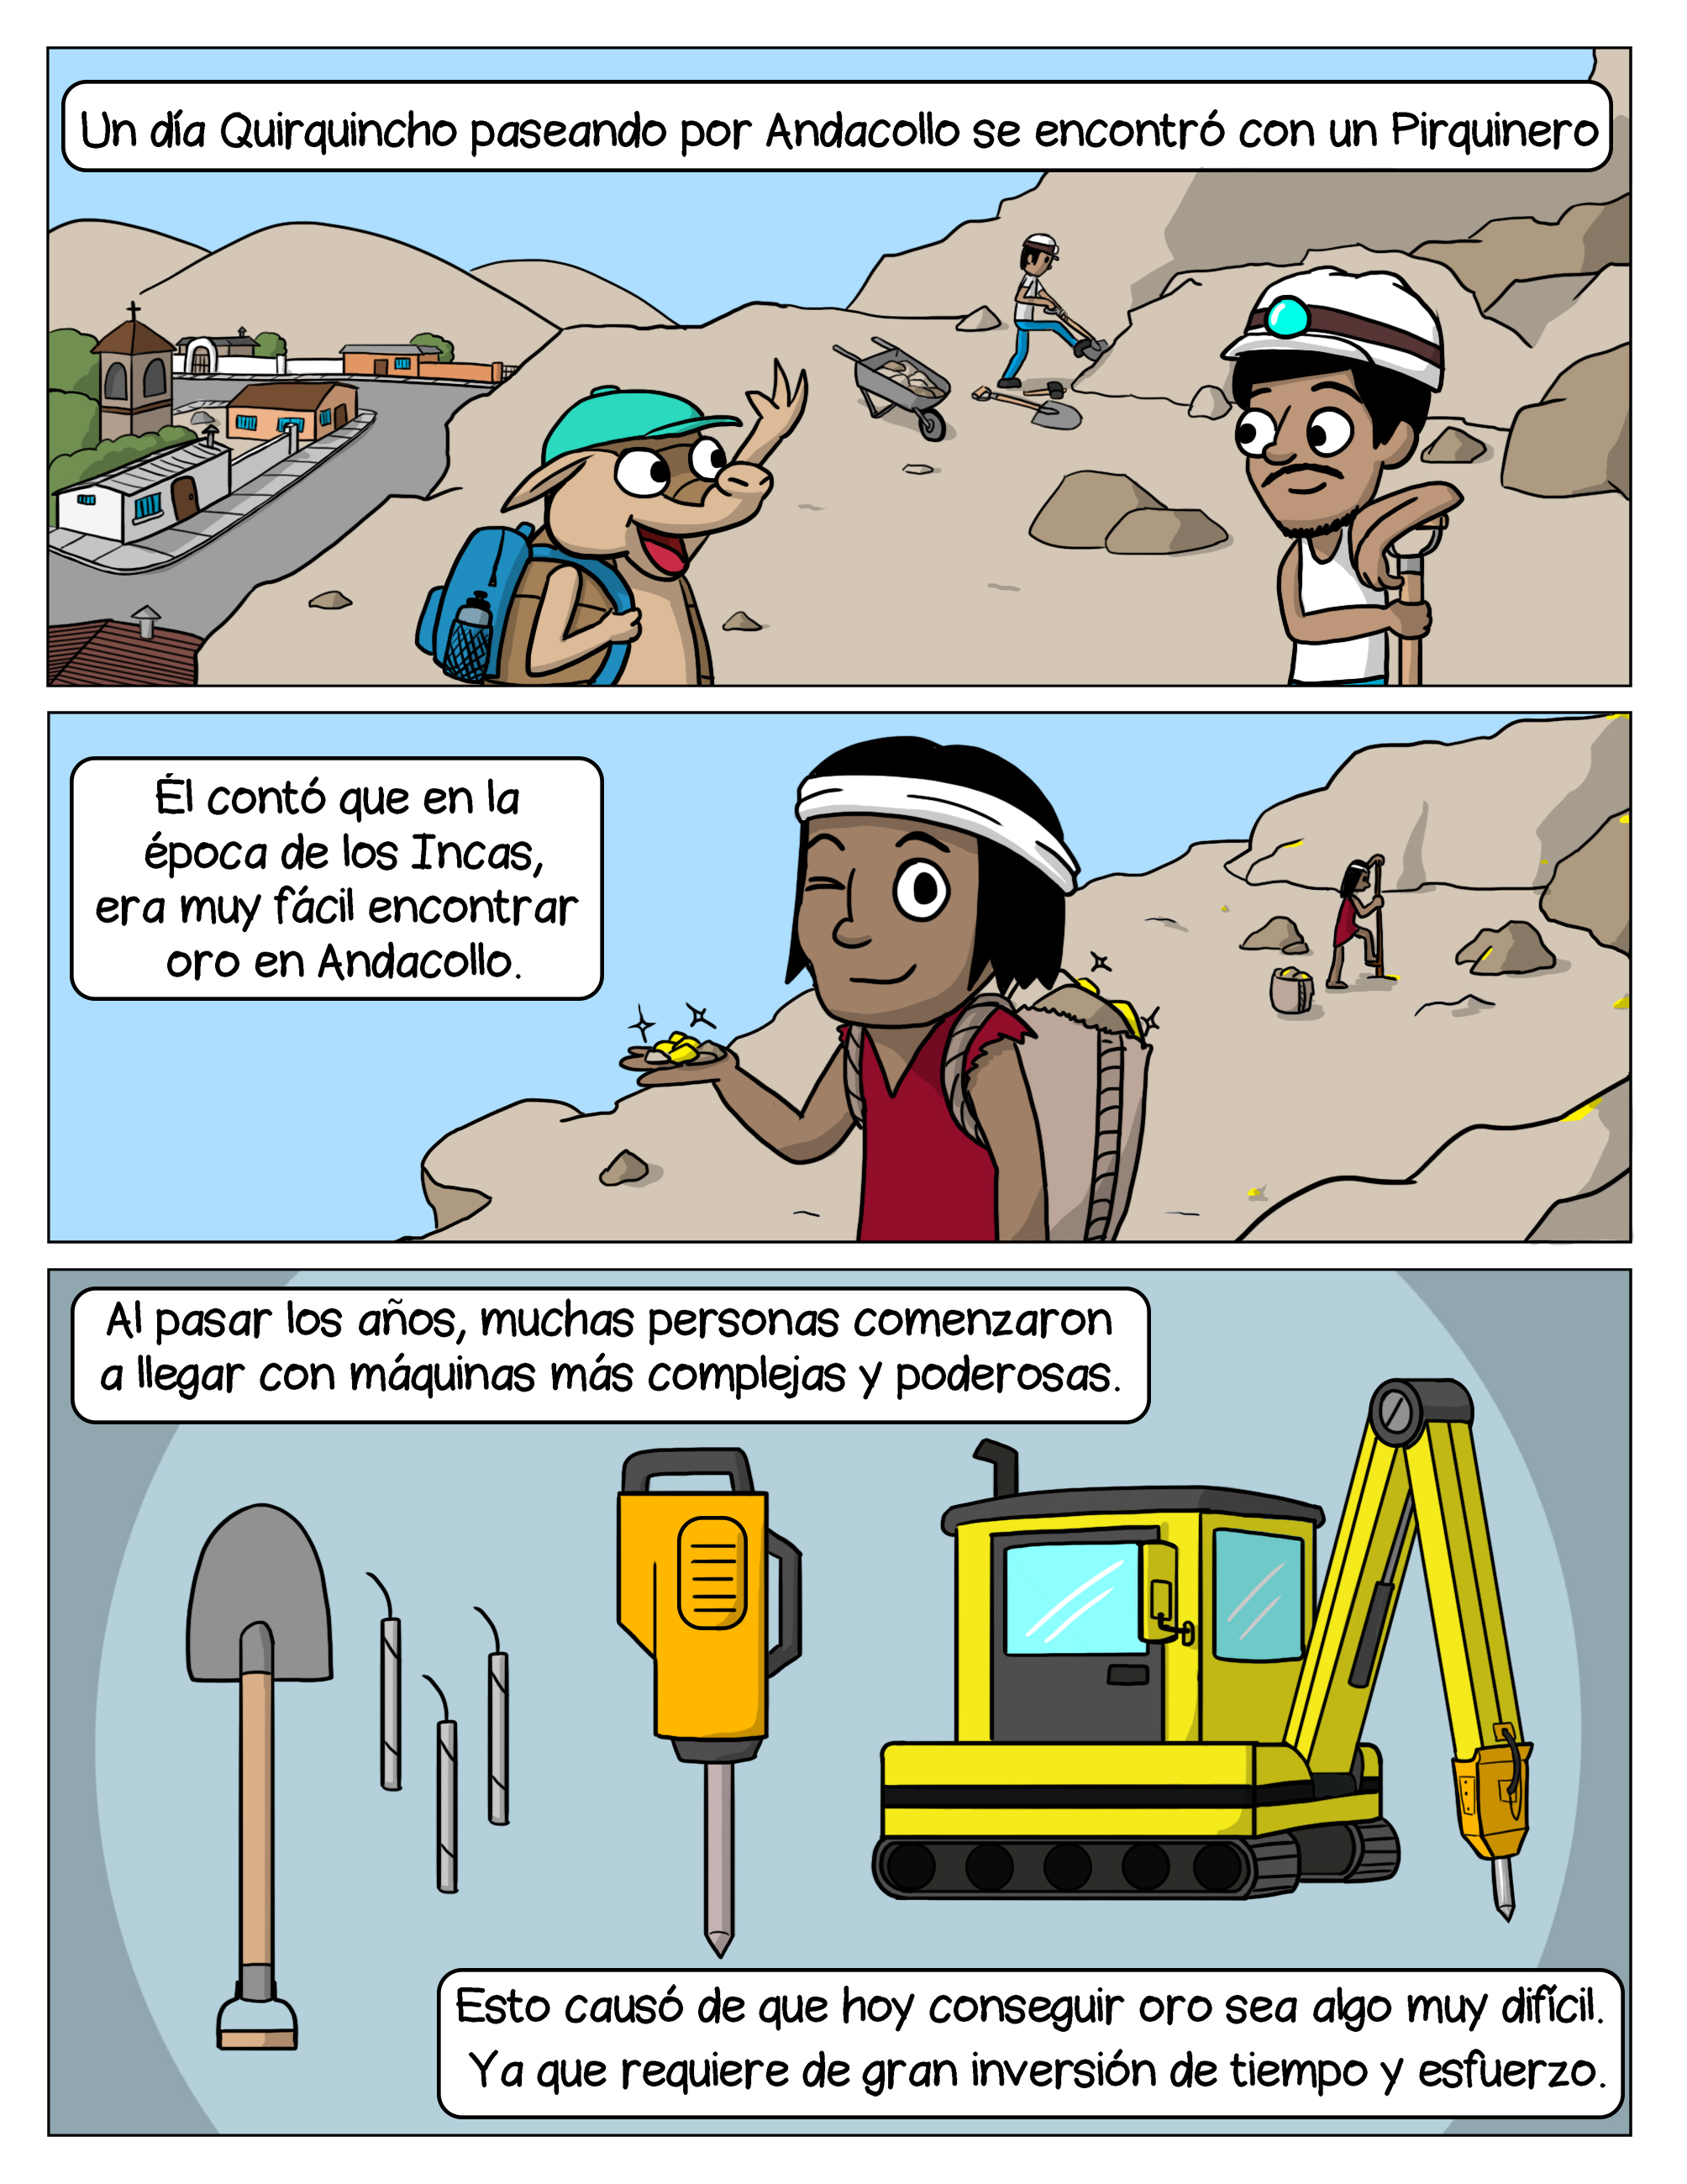 Un día Quirquincho paseando por Andacollo se encontró con un Pirquinero
Él contó que en la
época de los Incas,
era muy fácil encontrar
oro en Andacollo.
Al pasar los años, muchas personas comenzaron
a llegar con máquinas más complejas y poderosas.
Esto causó de que hoy conseguir oro sea algo muy difícil.
Ya que requiere de gran inversión de tiempo y esfuerzo.